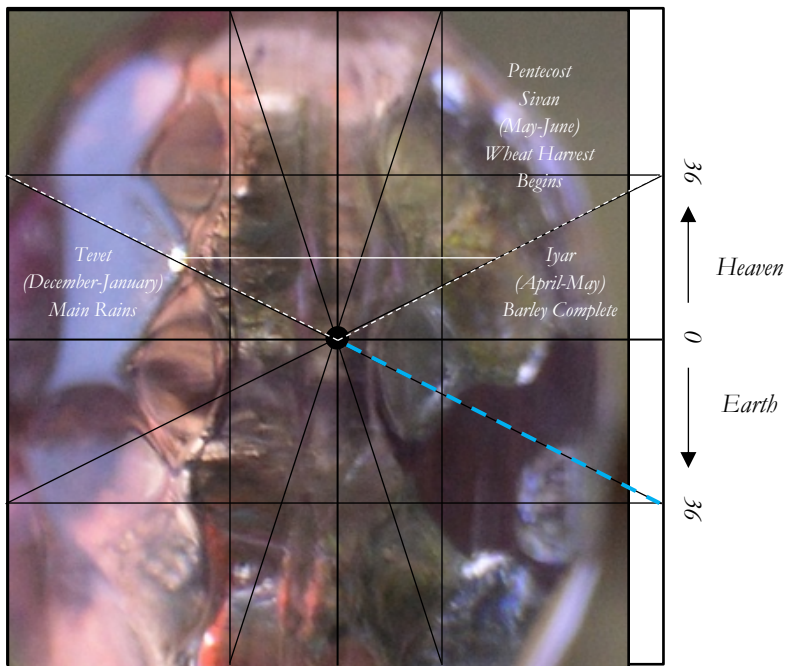 Pentecost
Sivan
(May-June)
Wheat Harvest
Begins
Tevet
(December-January)
Main Rains
Iyar
(April-May)
Barley Complete
36
Heaven
0
Earth
36